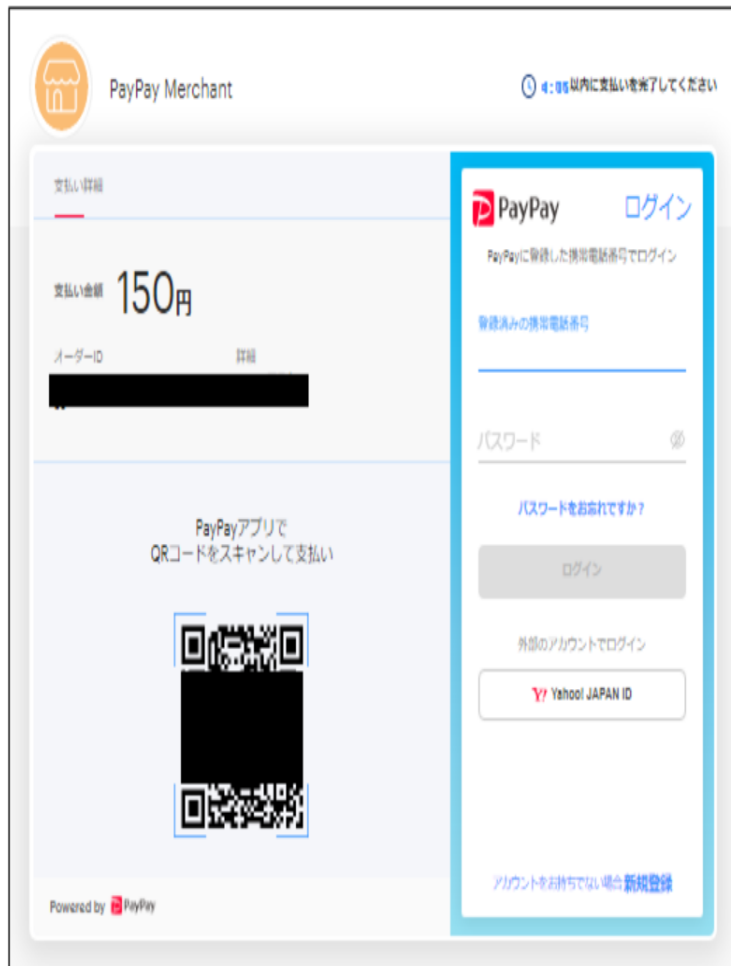 PayPay Merchant
4:05以内に支払いを完了してください
支払い詳細
支払い金額 150円
オーダーID 詳細
PayPayアプリで
QRコードをスキャンして支払い
Powered by PayPay
PayPay ログイン
PayPayに登録した携帯電話番号でログイン
登録済みの携帯電話番号
パスワード
パスワードをお忘れですか？
ログイン
外部のアカウントでログイン
Y! Yahoo! JAPAN ID
アカウントをお持ちでない場合 新規登録